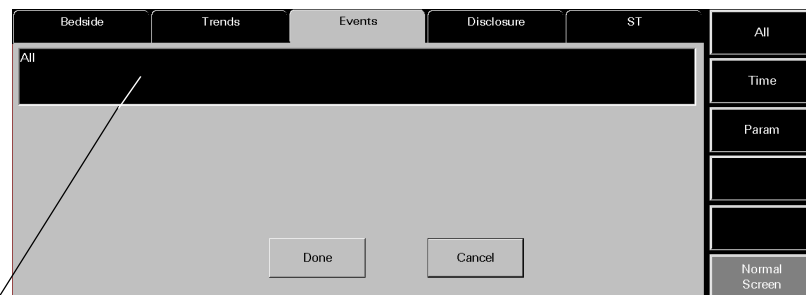 Bedside
Trends
Events
Disclosure
ST
All
All
Time
Param
Done
Cancel
Normal
Screen